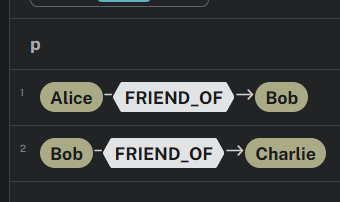 p
1 Alice FRIEND_OF Bob
2 Bob FRIEND_OF Charlie